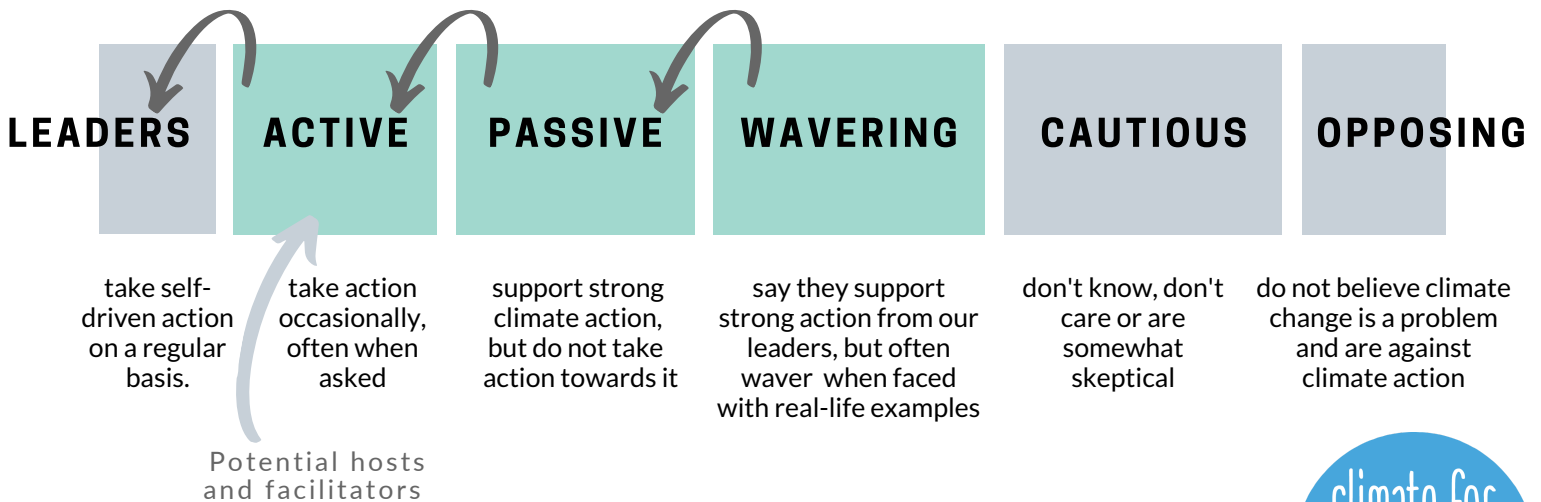 LEADERS
ACTIVE
PASSIVE
WAVERING
CAUTIOUS
OPPOSING
take self-
driven action
on a regular
basis.
take action
occasionally,
often when
asked
support strong
climate action,
but do not take
action towards it
say they support
strong action from our
leaders, but often
waver when faced
with real-life examples
don't know, don't
care or are
somewhat
skeptical
do not believe climate
change is a problem
and are against
climate action
Potential hosts
and facilitators
climate for